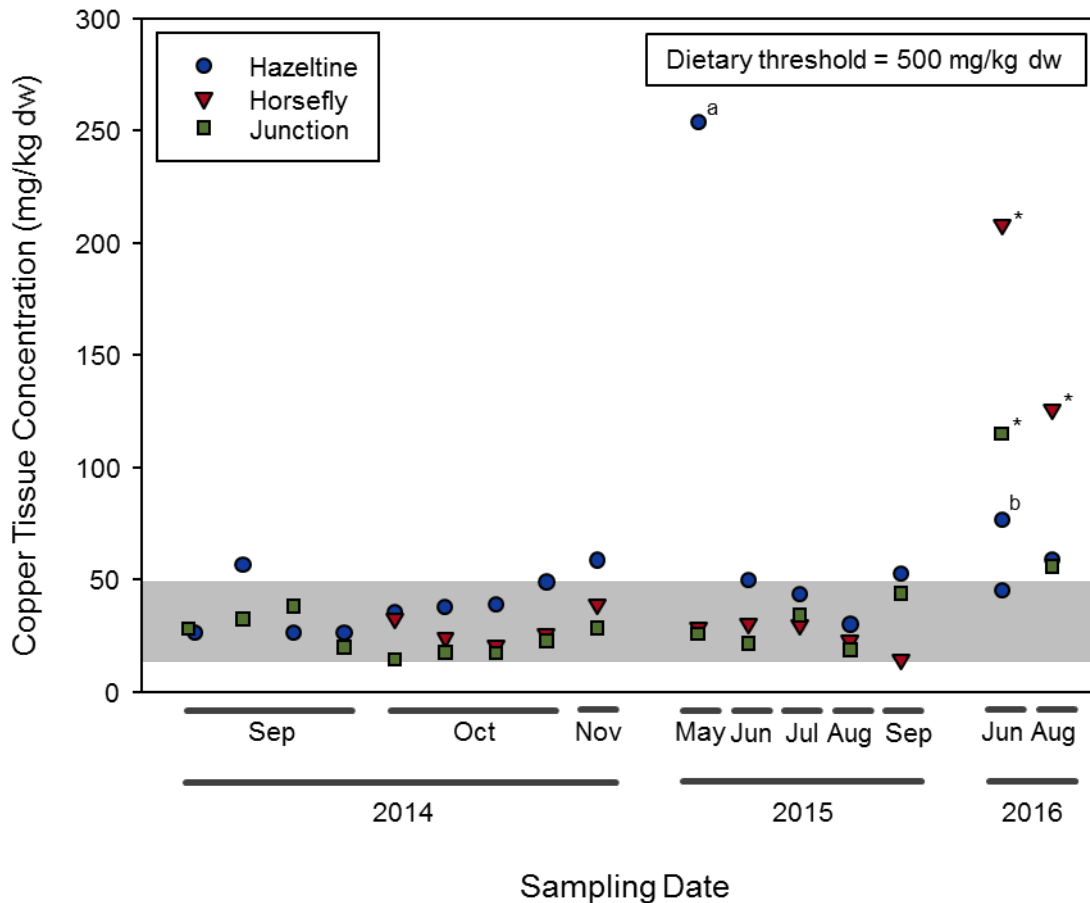 300
250
200
150
100
50
0
Copper Tissue Concentration (mg/kg dw)
Hazeltine
Horsefly
Junction
Dietary threshold = 500 mg/kg dw
a
*
*
*
b
Sep Oct Nov May Jun Jul Aug Sep Jun Aug
2014 2015 2016
Sampling Date